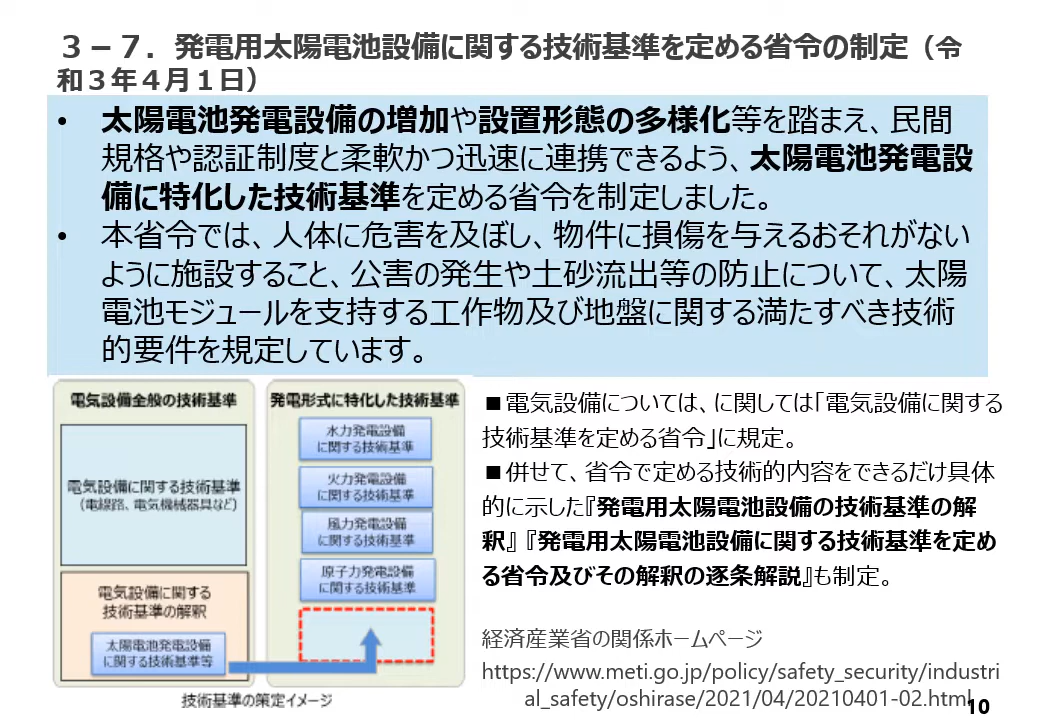 ３－７．発電用太陽電池設備に関する技術基準を定める省令の制定（令
和３年４月１日）
• 太陽電池発電設備の増加や設置形態の多様化等を踏まえ、民間
規格や認証制度と柔軟かつ迅速に連携できるよう、太陽電池発電設
備に特化した技術基準を定める省令を制定しました。
• 本省令では、人体に危害を及ぼし、物件に損傷を与えるおそれがない
ように施設すること、公害の発生や土砂流出等の防止について、太陽
電池モジュールを支持する工作物及び地盤に関する満たすべき技術
的要件を規定しています。
電気設備全般の技術基準
電気設備に関する技術基準
（電線路、電気機械器具など）
電気設備に関する
技術基準の解釈
太陽電池発電設備
に関する技術基準等
発電形式に特化した技術基準
水力発電設備
に関する技術基準
火力発電設備
に関する技術基準
風力発電設備
に関する技術基準
原子力発電設備
に関する技術基準
技術基準の策定イメージ
■電気設備については、に関しては「電気設備に関する
技術基準を定める省令」に規定。
■併せて、省令で定める技術的内容をできるだけ具体
的に示した『発電用太陽電池設備の技術基準の解
釈』『発電用太陽電池設備に関する技術基準を定め
る省令及びその解釈の逐条解説』も制定。
経済産業省の関係ホームページ
https://www.meti.go.jp/policy/safety_security/industri
al_safety/oshirase/2021/04/20210401-02.html
10